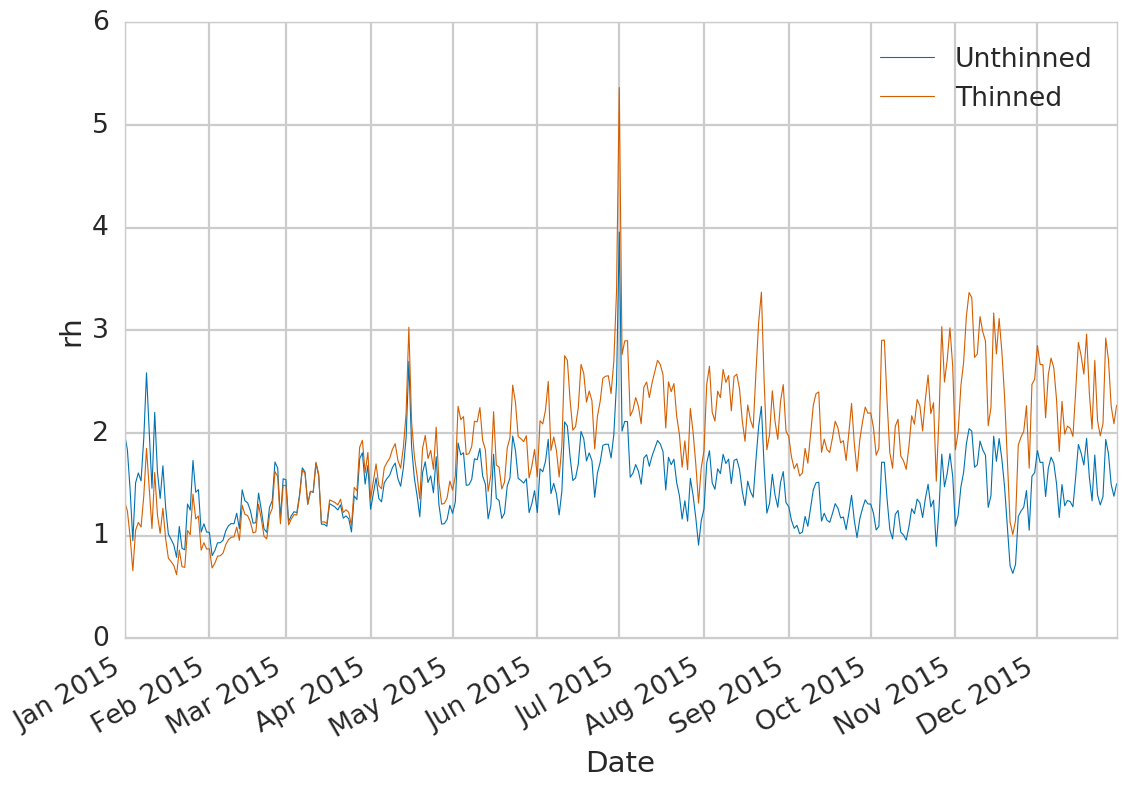 6
5
4
3
2
1
0
rh
Unthinned
Thinned
Jan 2015
Feb 2015
Mar 2015
Apr 2015
May 2015
Jun 2015
Jul 2015
Aug 2015
Sep 2015
Oct 2015
Nov 2015
Dec 2015
Date